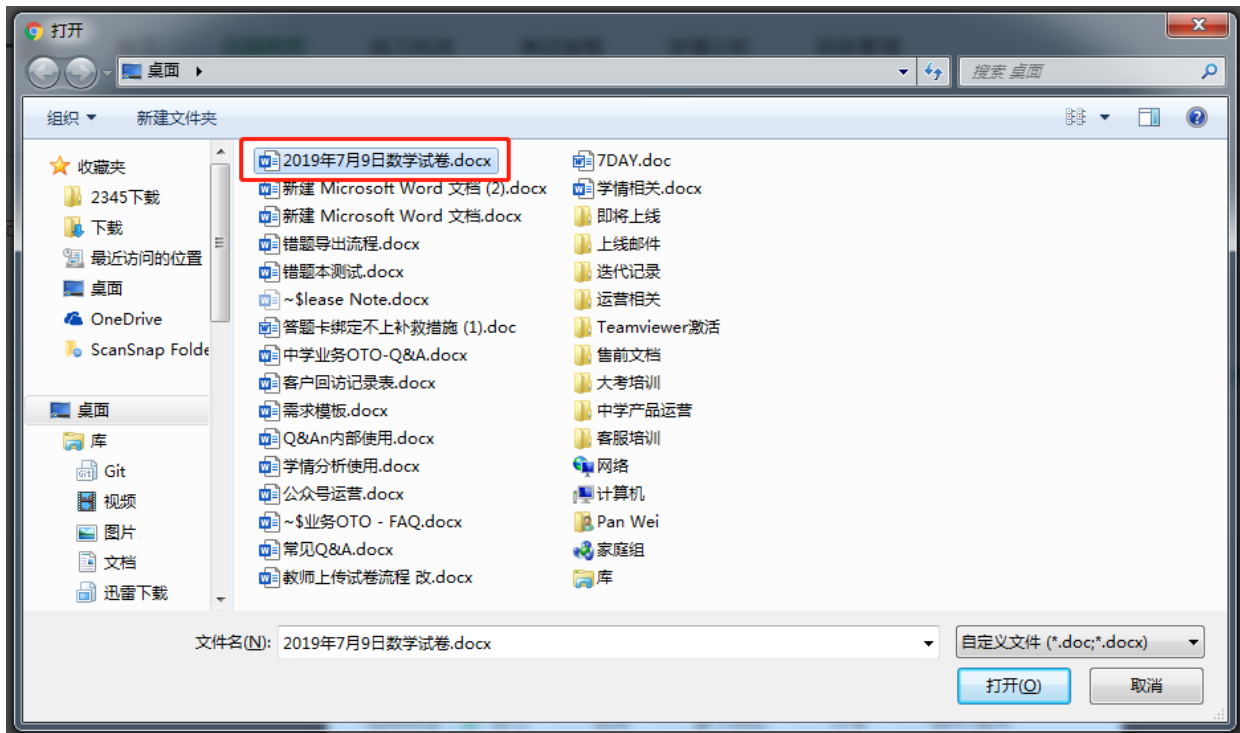 打开
桌面
搜索 桌面
组织
新建文件夹
收藏夹
2345下载
下载
最近访问的位置
桌面
OneDrive
ScanSnap Folde
桌面
库
Git
视频
图片
文档
迅雷下载
2019年7月9日数学试卷.docx
新建 Microsoft Word 文档 (2).docx
新建 Microsoft Word 文档.docx
错题导出流程.docx
错题本测试.docx
~$lease Note.docx
答题卡绑定不上补救措施 (1).doc
中学业务OTO-Q&A.docx
客户回访记录表.docx
需求模板.docx
Q&An内部使用.docx
学情分析使用.docx
公众号运营.docx
~$业务OTO - FAQ.docx
常见Q&A.docx
教师上传试卷流程 改.docx
7DAY.doc
学情相关.docx
即将上线
上线邮件
迭代记录
运营相关
Teamviewer激活
售前文档
大考培训
中学产品运营
客服培训
网络
计算机
Pan Wei
家庭组
库
文件名(N): 2019年7月9日数学试卷.docx
自定义文件 (*.doc;*.docx)
打开(O)
取消